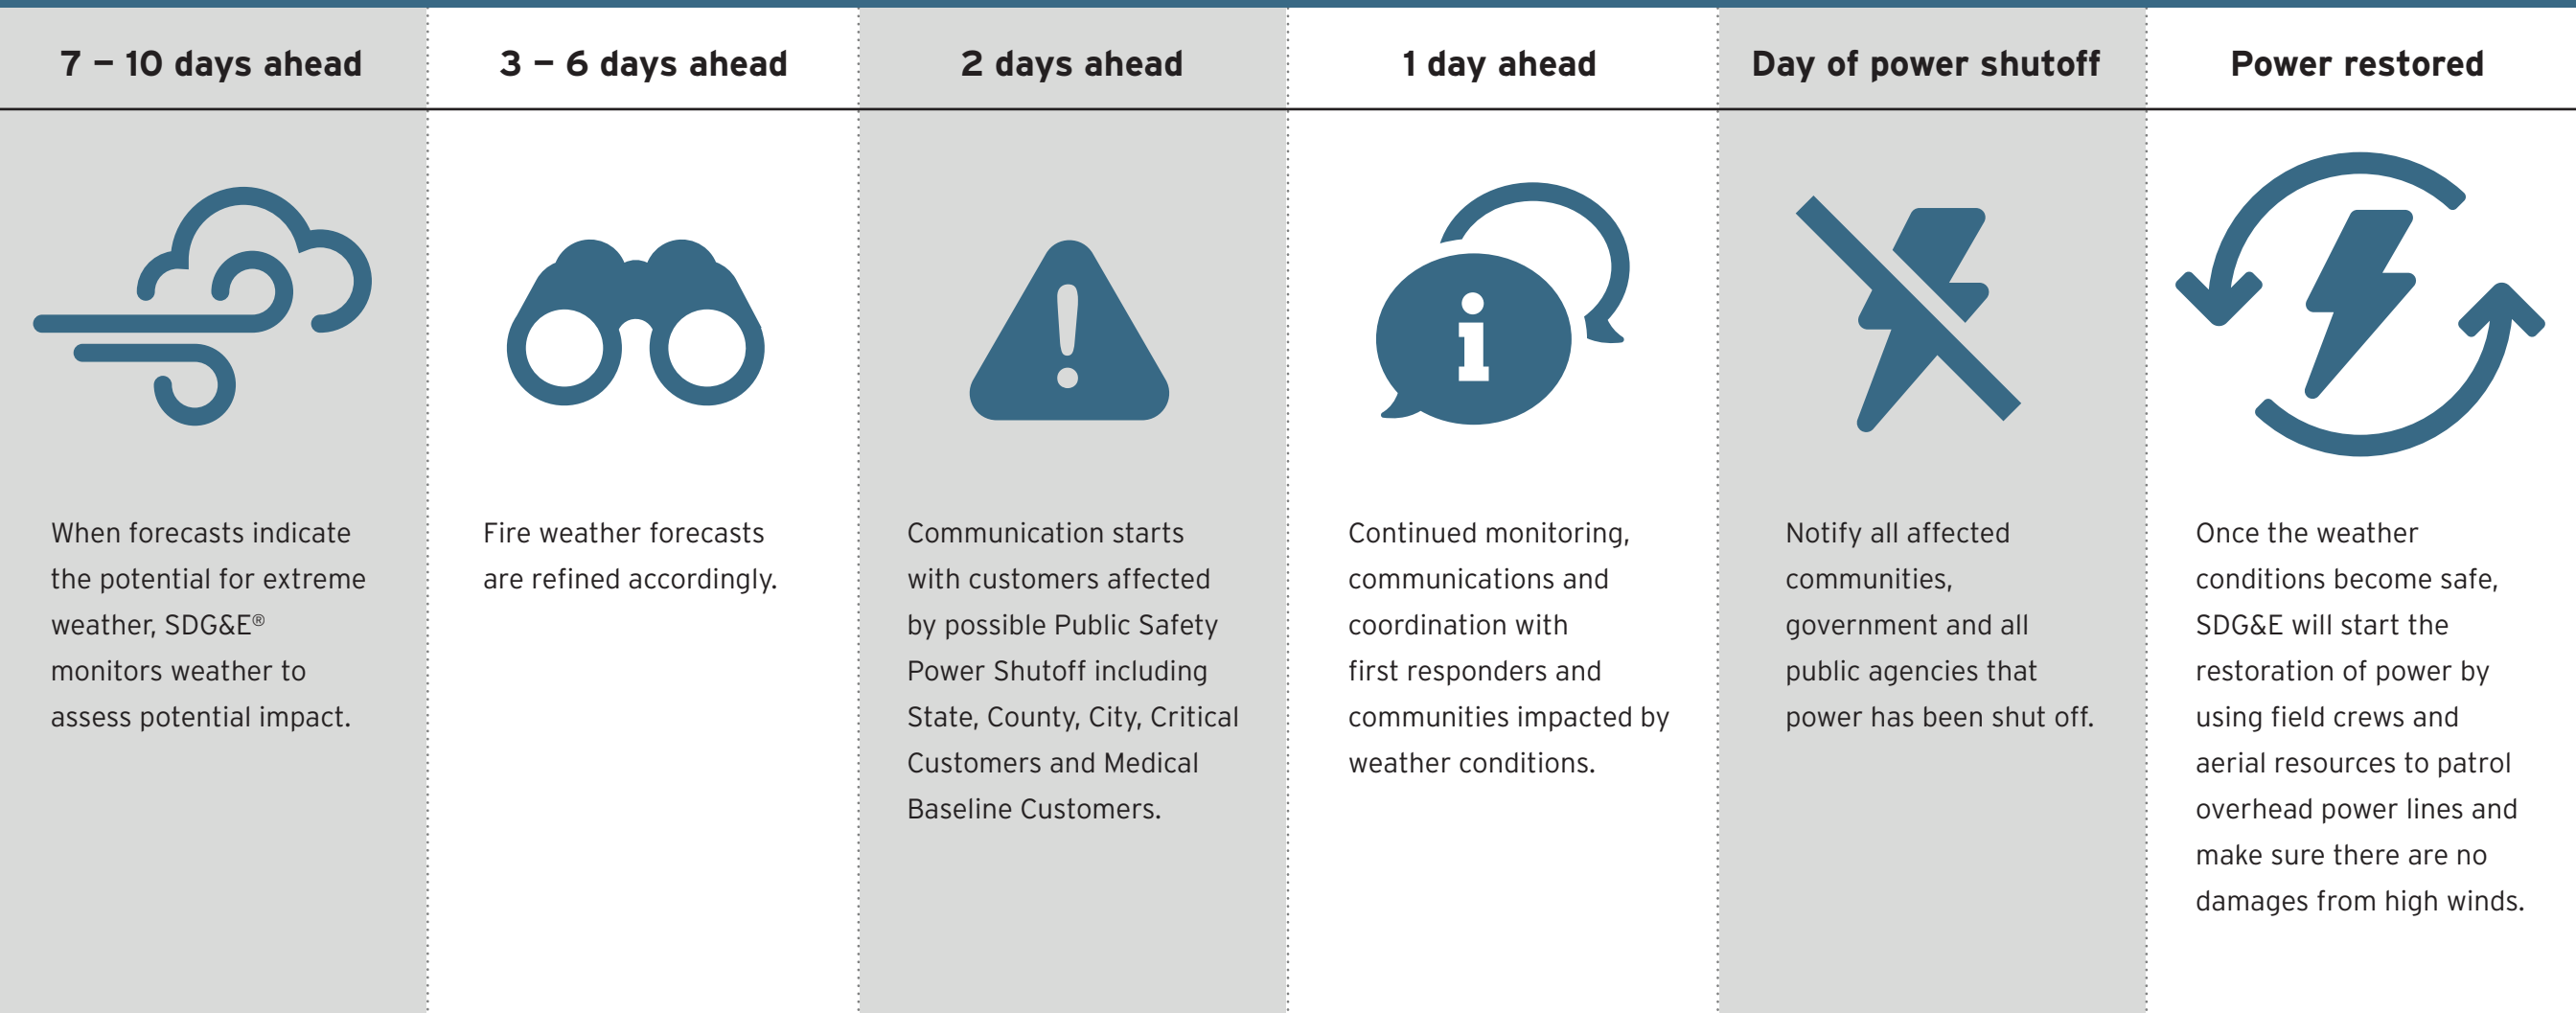 7 – 10 days ahead
When forecasts indicate
the potential for extreme
weather, SDG&E®
monitors weather to
assess potential impact.
3 – 6 days ahead
Fire weather forecasts
are refined accordingly.
2 days ahead
Communication starts
with customers affected
by possible Public Safety
Power Shutoff including
State, County, City, Critical
Customers and Medical
Baseline Customers.
1 day ahead
i
Continued monitoring,
communications and
coordination with
first responders and
communities impacted by
weather conditions.
Day of power shutoff
Notify all affected
communities,
government and all
public agencies that
power has been shut off.
Power restored
Once the weather
conditions become safe,
SDG&E will start the
restoration of power by
using field crews and
aerial resources to patrol
overhead power lines and
make sure there are no
damages from high winds.